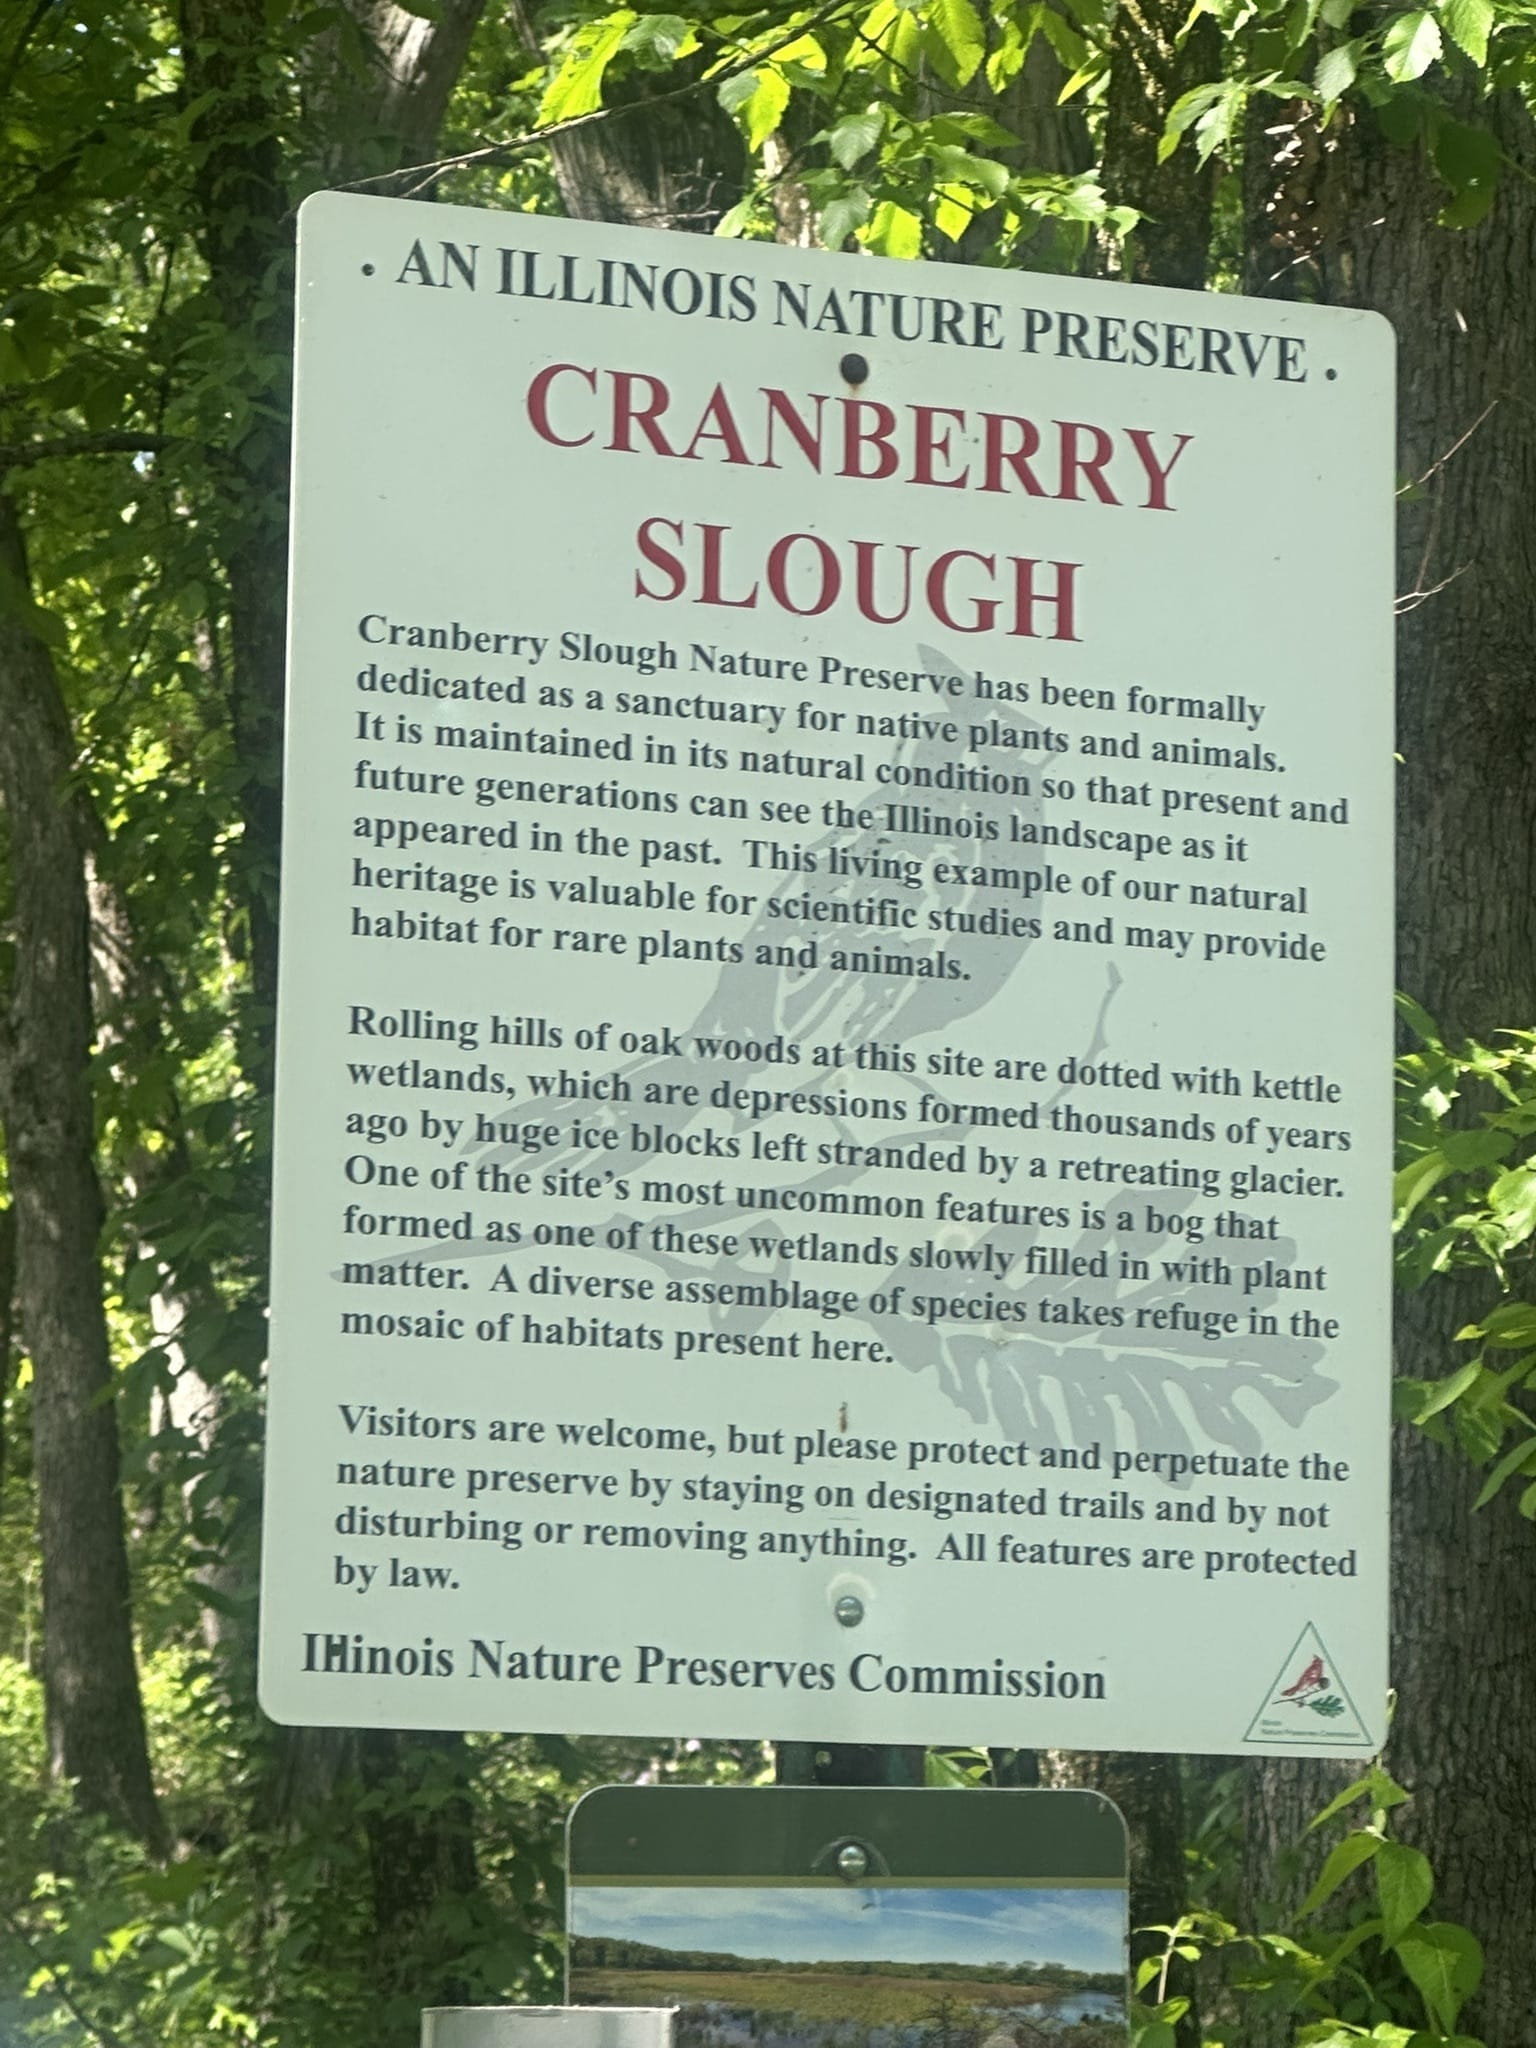 · AN ILLINOIS NATURE PRESERVE ·
CRANBERRY
SLOUGH
Cranberry Slough Nature Preserve has been formally
dedicated as a sanctuary for native plants and animals.
It is maintained in its natural condition so that present and
future generations can see the Illinois landscape as it
appeared in the past. This living example of our natural
heritage is valuable for scientific studies and may provide
habitat for rare plants and animals.
Rolling hills of oak woods at this site are dotted with kettle
wetlands, which are depressions formed thousands of years
ago by huge ice blocks left stranded by a retreating glacier.
One of the site's most uncommon features is a bog that
formed as one of these wetlands slowly filled in with plant
matter. A diverse assemblage of species takes refuge in the
mosaic of habitats present here.
Visitors are welcome, but please protect and perpetuate the
nature preserve by staying on designated trails and by not
disturbing or removing anything. All features are protected
by law.
Illinois Nature Preserves Commission
Illinois
Nature Preserves Commission